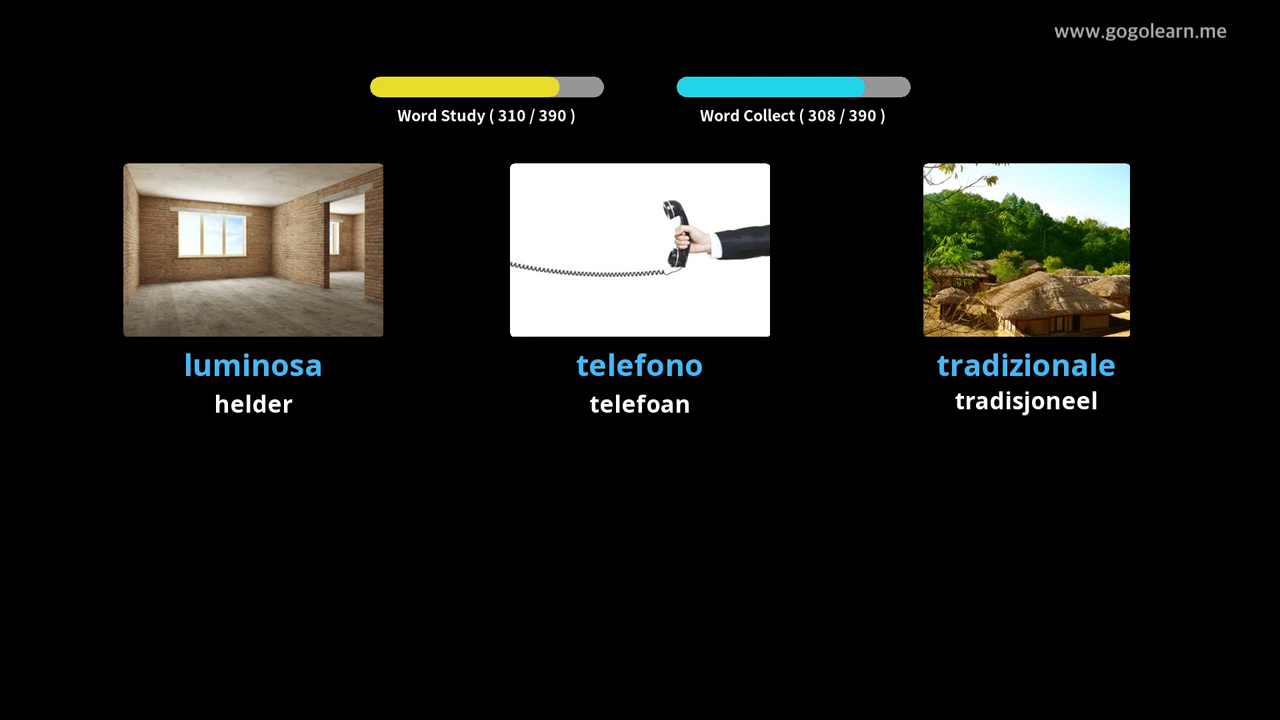 www.gogolearn.me
Word Study ( 310 / 390 )
Word Collect ( 308 / 390 )
luminosa
helder
telefono
telefoan
tradizionale
tradisjoneel